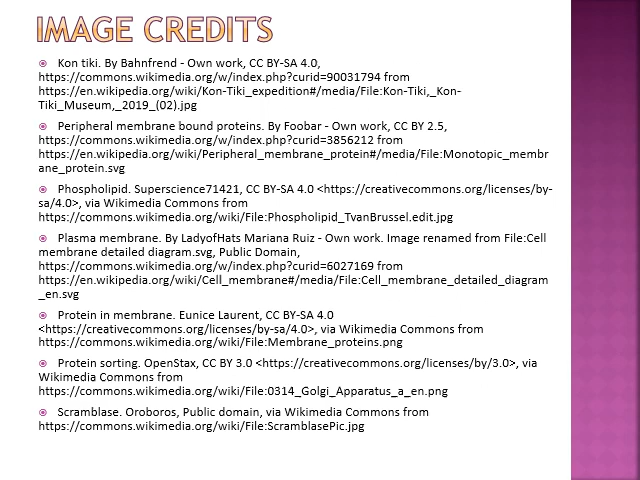 IMAGE CREDITS
Kon tiki. By Bahnfrend - Own work, CC BY-SA 4.0,
https://commons.wikimedia.org/w/index.php?curid=90031794 from
https://en.wikipedia.org/wiki/Kon-Tiki_expedition#/media/File:Kon-Tiki,_Kon-
Tiki_Museum,_2019_(02).jpg
Peripheral membrane bound proteins. By Foobar - Own work, CC BY 2.5,
https://commons.wikimedia.org/w/index.php?curid=3856212 from
https://en.wikipedia.org/wiki/Peripheral_membrane_protein#/media/File:Monotopic_membr
ane_protein.svg
Phospholipid. Superscience71421, CC BY-SA 4.0 <https://creativecommons.org/licenses/by-
sa/4.0>, via Wikimedia Commons from
https://commons.wikimedia.org/wiki/File:Phospholipid_TvanBrussel.edit.jpg
Plasma membrane. By LadyofHats Mariana Ruiz - Own work. Image renamed from File:Cell
membrane detailed diagram.svg, Public Domain,
https://commons.wikimedia.org/w/index.php?curid=6027169 from
https://en.wikipedia.org/wiki/Cell_membrane#/media/File:Cell_membrane_detailed_diagram
_en.svg
Protein in membrane. Eunice Laurent, CC BY-SA 4.0
<https://creativecommons.org/licenses/by-sa/4.0>, via Wikimedia Commons from
https://commons.wikimedia.org/wiki/File:Membrane_proteins.png
Protein sorting. OpenStax, CC BY 3.0 <https://creativecommons.org/licenses/by/3.0>, via
Wikimedia Commons from
https://commons.wikimedia.org/wiki/File:0314_Golgi_Apparatus_a_en.png
Scramblase. Oroboros, Public domain, via Wikimedia Commons from
https://commons.wikimedia.org/wiki/File:ScramblasePic.jpg